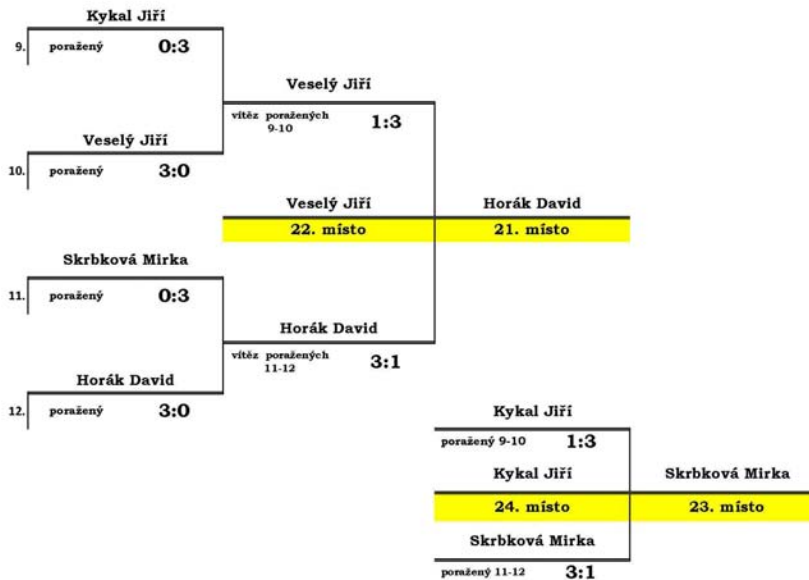 Kykal Jiří
9. poražený 0:3
Veselý Jiří
vítěz poražených
9-10
1:3
Veselý Jiří
10. poražený 3:0
Veselý Jiří
22. místo
Horák David
21. místo
Skrbková Mirka
11. poražený 0:3
Horák David
vítěz poražených
11-12
3:1
Horák David
12. poražený 3:0
Kykal Jiří
poražený 9-10 1:3
Kykal Jiří
24. místo
Skrbková Mirka
23. místo
Skrbková Mirka
poražený 11-12 3:1